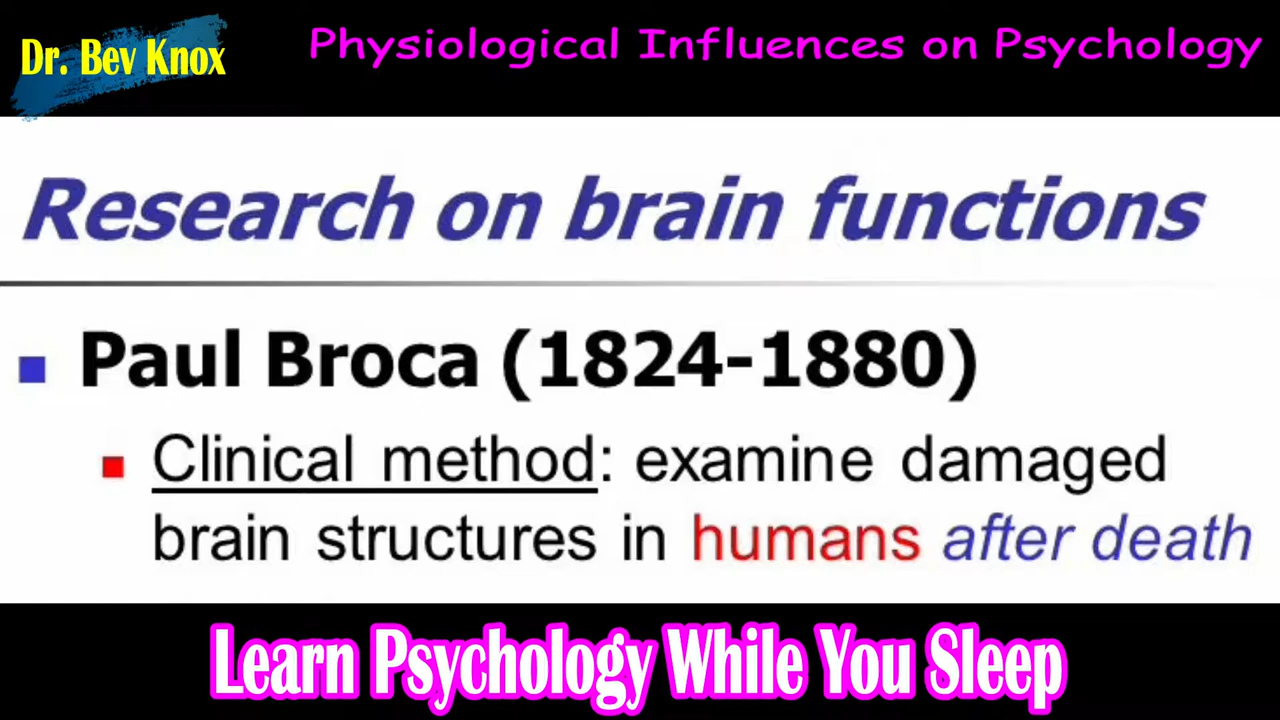 Dr. Bev Knox
Physiological Influences on Psychology
Research on brain functions
Paul Broca (1824-1880)
Clinical method: examine damaged
brain structures in humans after death
Learn Psychology While You Sleep